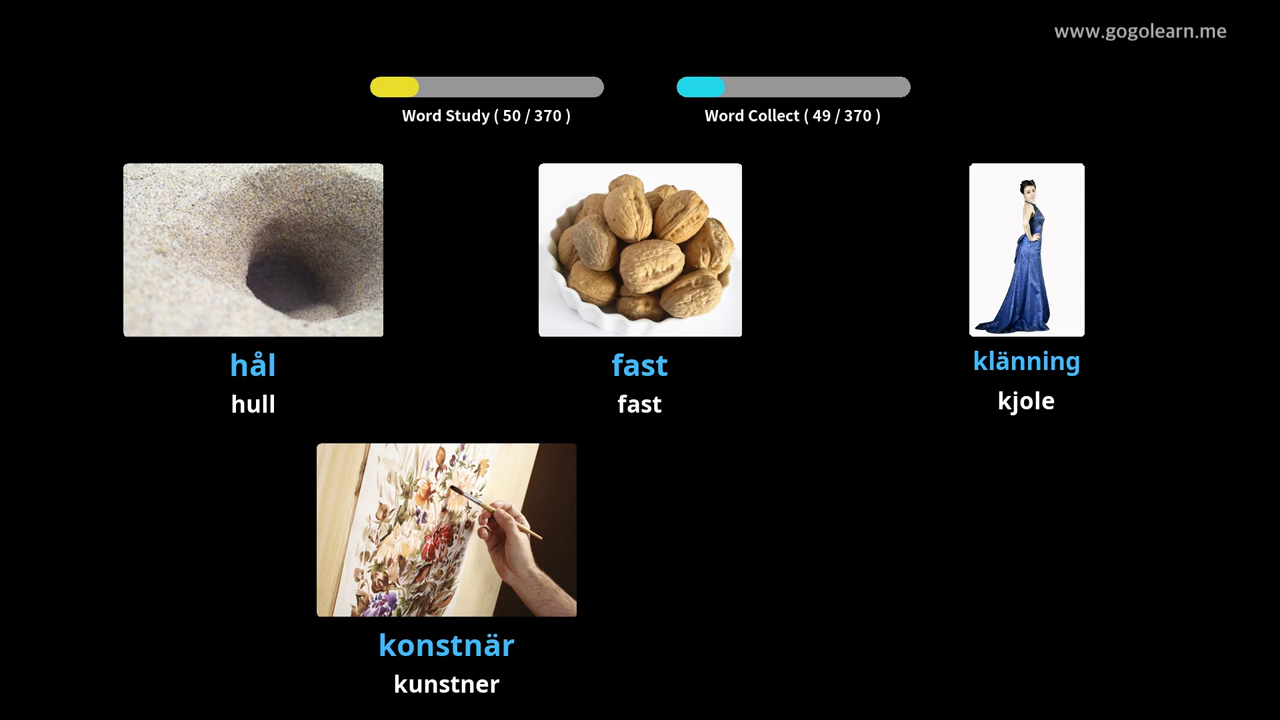 www.gogolearn.me
Word Study ( 50 / 370 )
Word Collect ( 49 / 370 )
hål
fast
klänning
hull
fast
kjole
konstnär
kunstner